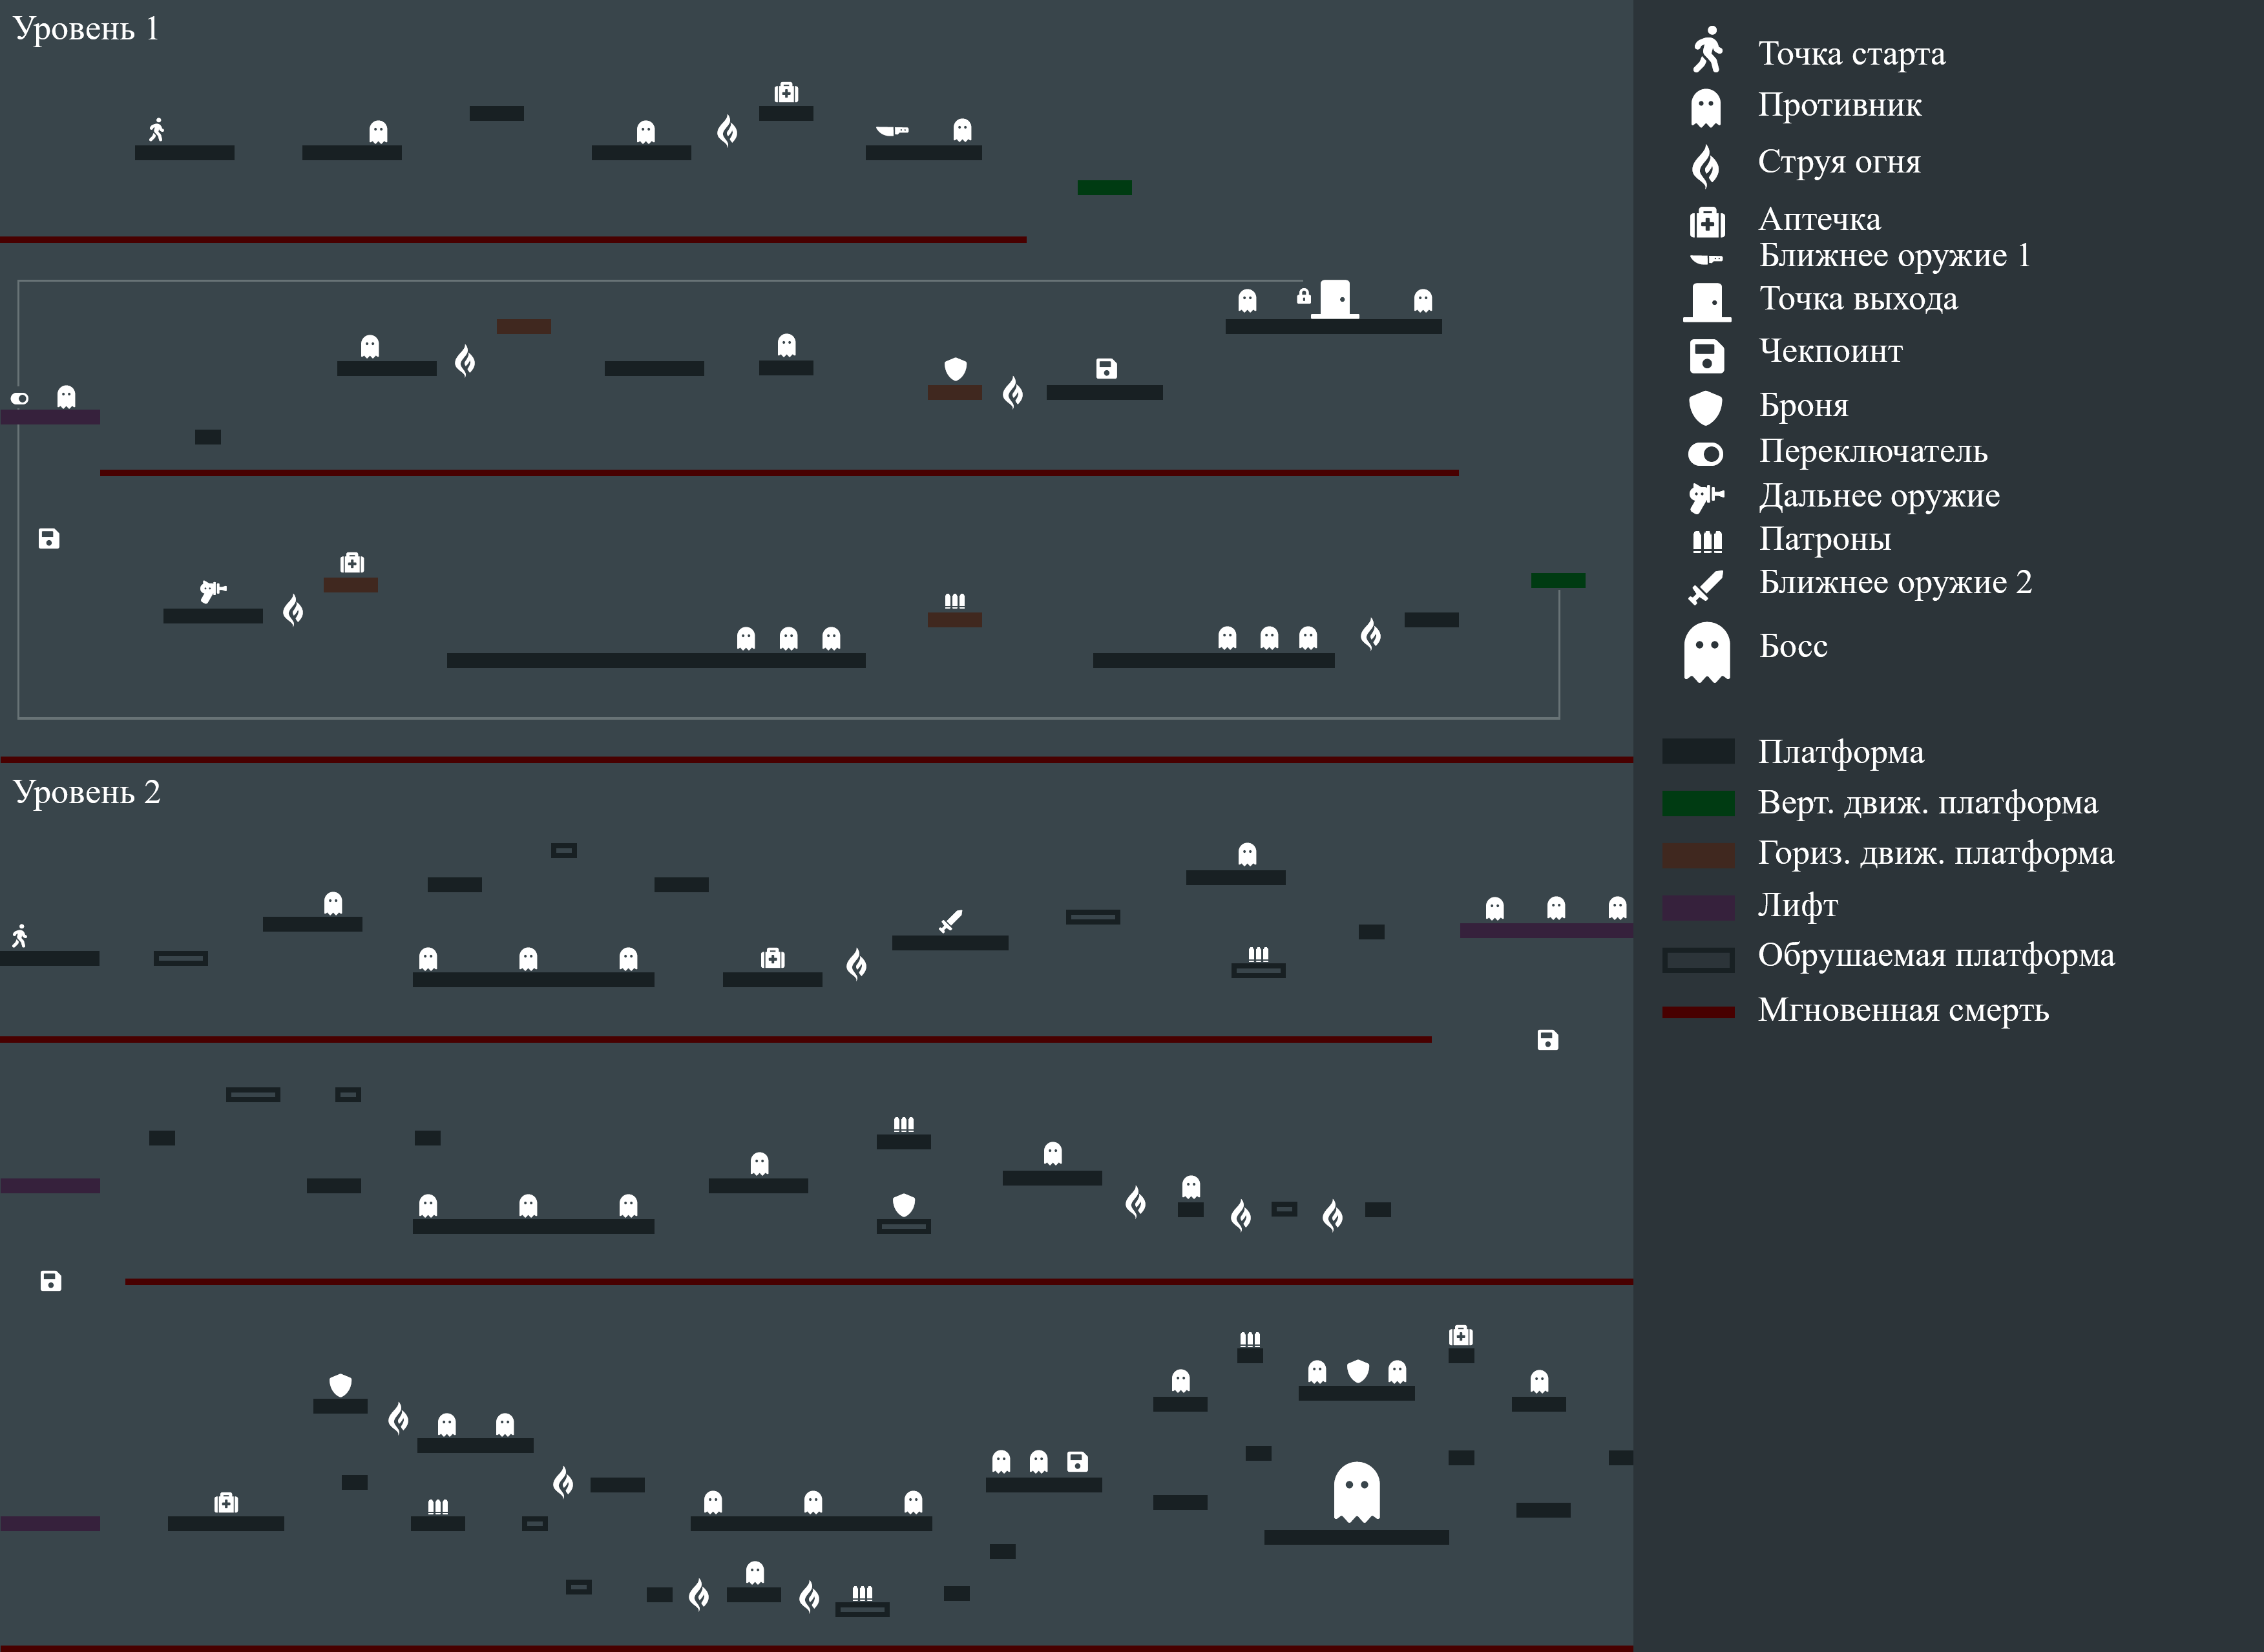 Уровень 1
Точка старта
Противник
Струя огня
Аптечка
Ближнее оружие 1
Точка выхода
Чекпоинт
Броня
Переключатель
Дальнее оружие
Патроны
Ближнее оружие 2
Босс
Платформа
Верт. движ. платформа
Гориз. движ. платформа
Лифт
Обрушаемая платформа
Мгновенная смерть
Уровень 2